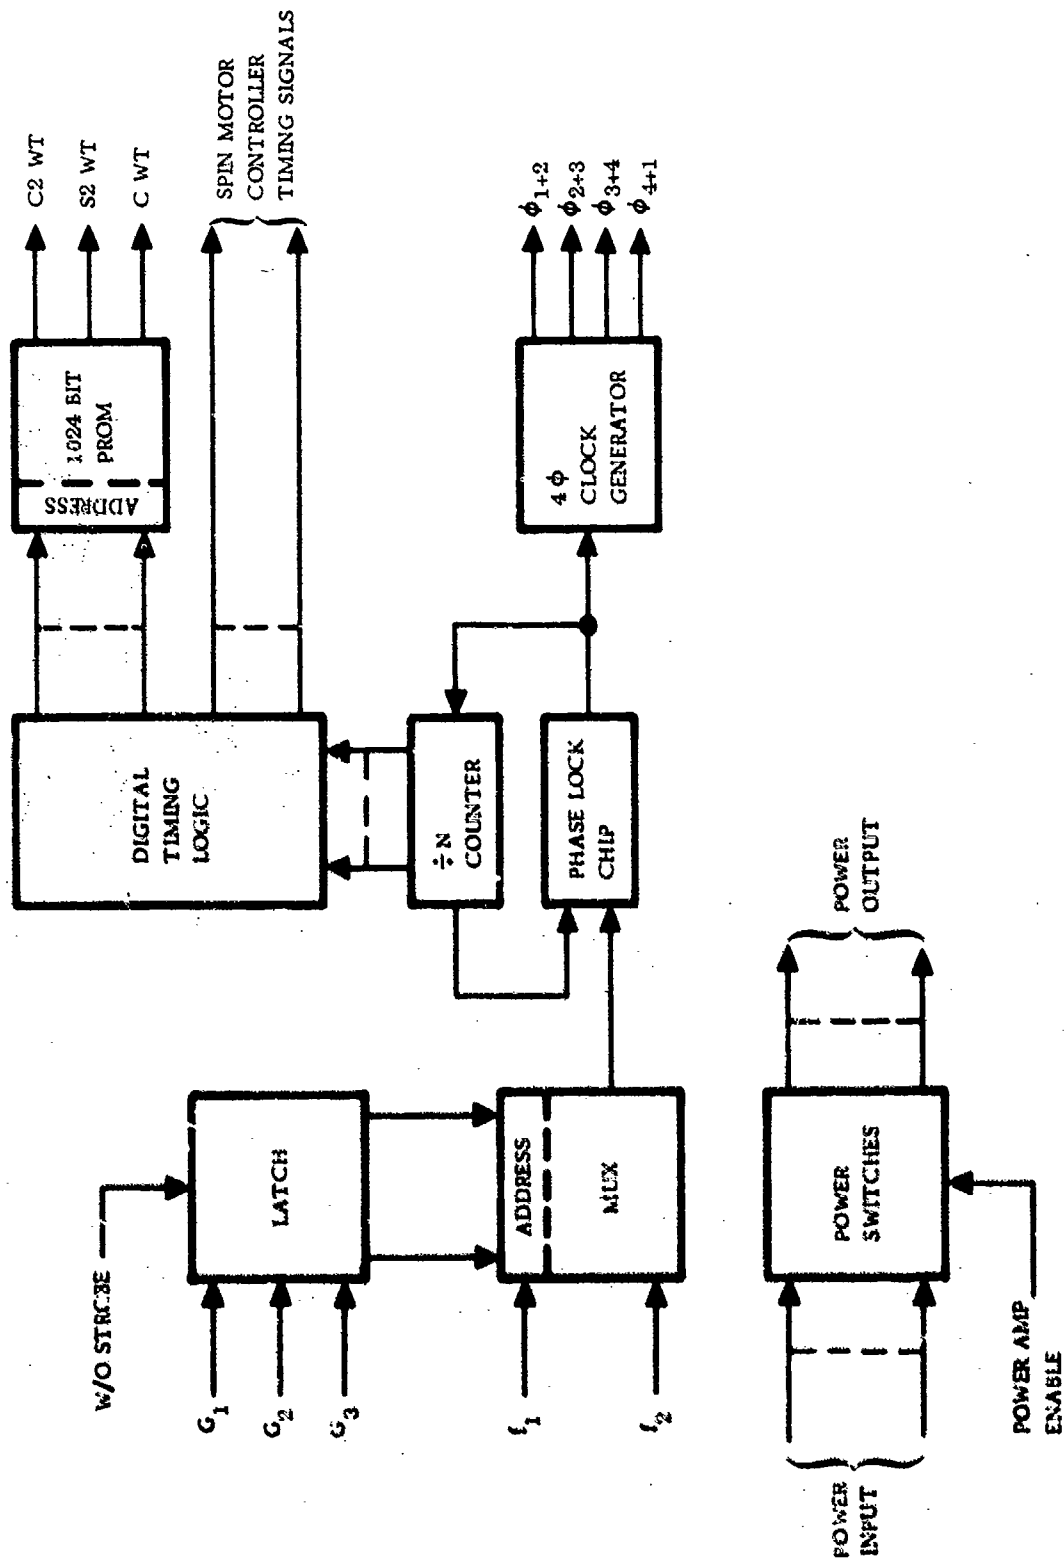 W/O STROBE
G1
G2
G3
LATCH
f1
f2
ADDRESS
MUX
DIGITAL
TIMING
LOGIC
÷N
COUNTER
PHASE LOCK
CHIP
ADDRESS
1024 BIT
PROM
C2 WT
S2 WT
C WT
SPIN MOTOR
CONTROLLER
TIMING SIGNALS
4ϕ
CLOCK
GENERATOR
ϕ1+2
ϕ2+3
ϕ3+4
ϕ4+1
POWER
INPUT
POWER
SWITCHES
POWER
OUTPUT
POWER AMP
ENABLE